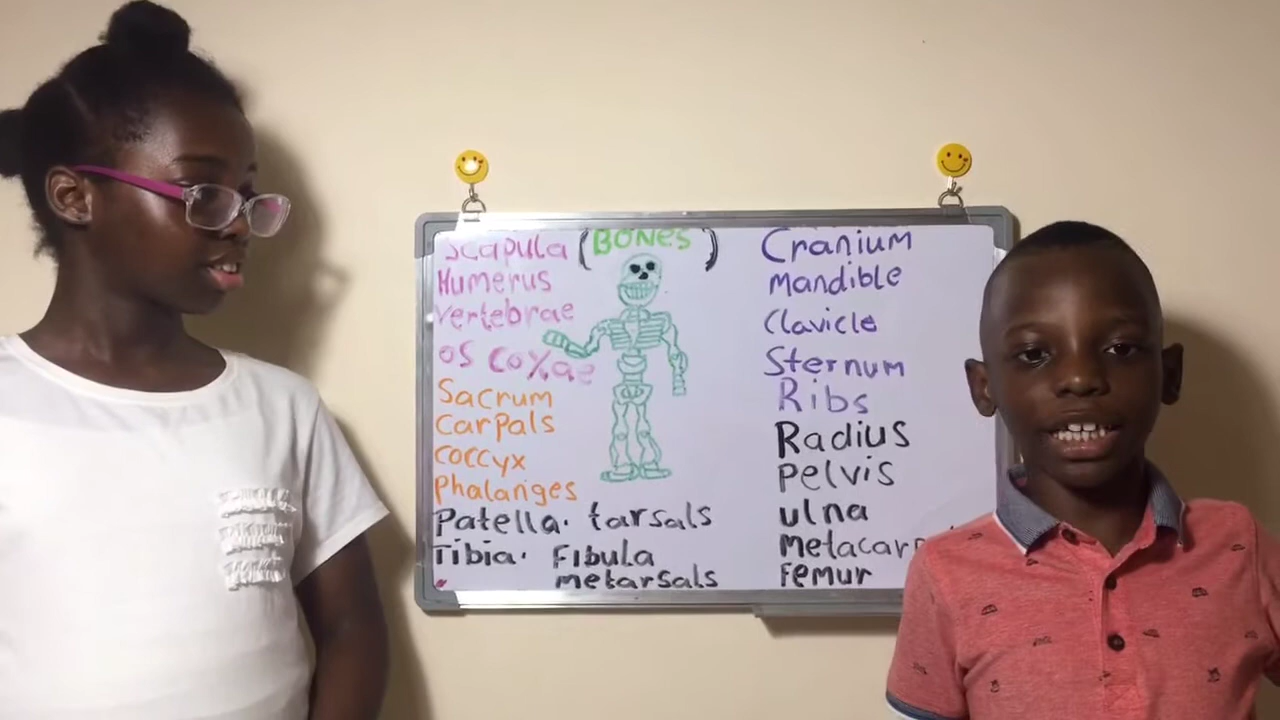 (BONES)
Scapula
Humerus
Vertebrae
OS COXae
Sacrum
Carpals
COCCYX
Phalanges
Patella. tarsals
Tibia. Fibula
metarsals
Cranium
Mandible
Clavicle
Sternum
Ribs
Radius
Pelvis
ulna
Metacarp
Femur